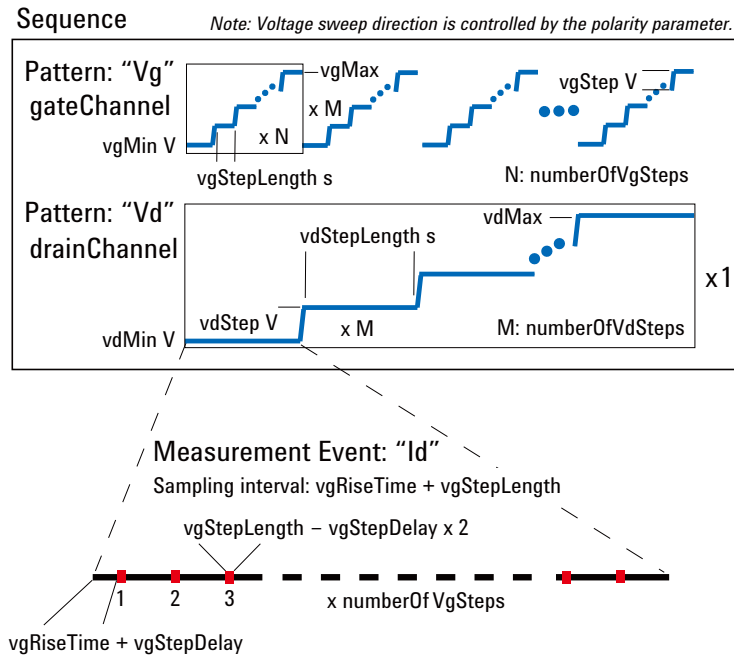 Sequence
Note: Voltage sweep direction is controlled by the polarity parameter.
Pattern: “Vg”
gateChannel
vgMax
vgStep V
x M
x N
vgMin V
vgStepLength s
N: numberOfVgSteps
Pattern: “Vd”
drainChannel
vdMax
vdStepLength s
x1
vdStep V
x M
M: numberOfVdSteps
vdMin V
Measurement Event: “Id”
Sampling interval: vgRiseTime + vgStepLength
vgStepLength – vgStepDelay x 2
1
2
3
x numberOf VgSteps
vgRiseTime + vgStepDelay